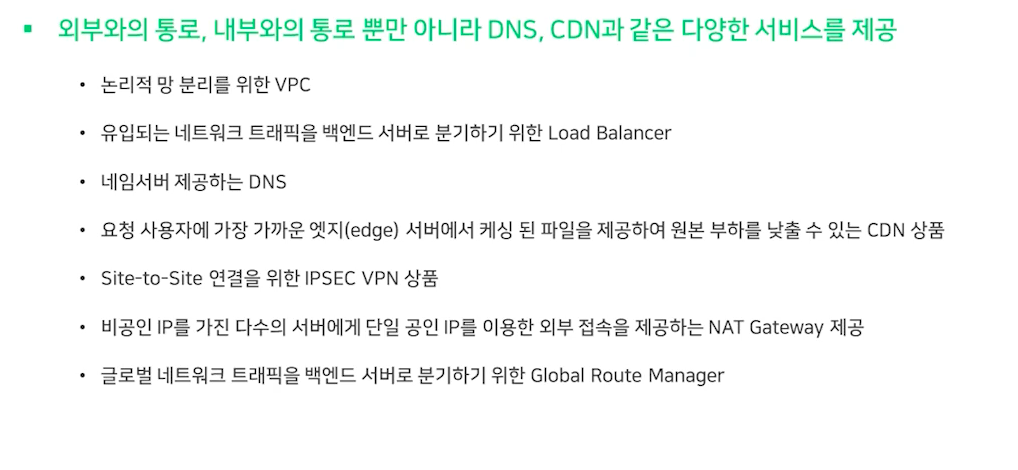 ▪ 외부와의 통로, 내부와의 통로 뿐만 아니라 DNS, CDN과 같은 다양한 서비스를 제공
• 논리적 망 분리를 위한 VPC
• 유입되는 네트워크 트래픽을 백엔드 서버로 분기하기 위한 Load Balancer
• 네임서버 제공하는 DNS
• 요청 사용자에 가장 가까운 엣지(edge) 서버에서 케싱 된 파일을 제공하여 원본 부하를 낮출 수 있는 CDN 상품
• Site-to-Site 연결을 위한 IPSEC VPN 상품
• 비공인 IP를 가진 다수의 서버에게 단일 공인 IP를 이용한 외부 접속을 제공하는 NAT Gateway 제공
• 글로벌 네트워크 트래픽을 백엔드 서버로 분기하기 위한 Global Route Manager